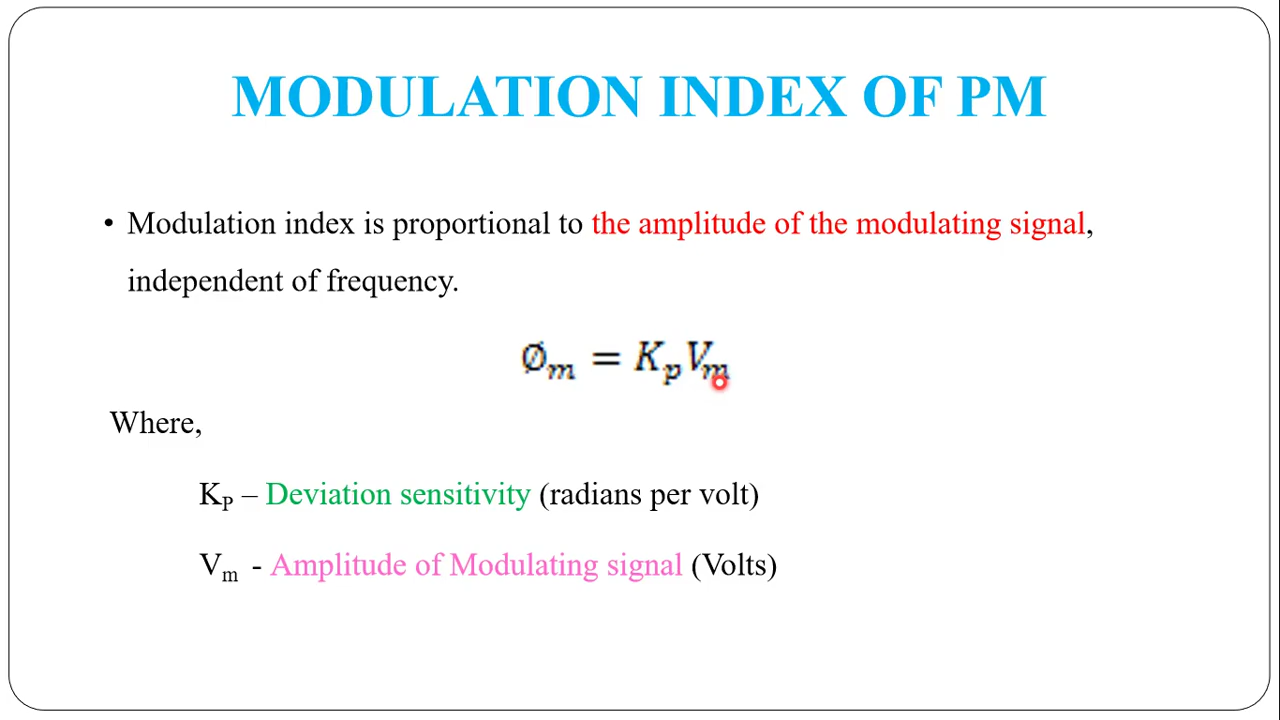 MODULATION INDEX OF PM
• Modulation index is proportional to the amplitude of the modulating signal,
independent of frequency.
∅m = KpVm
Where,
KP – Deviation sensitivity (radians per volt)
Vm - Amplitude of Modulating signal (Volts)